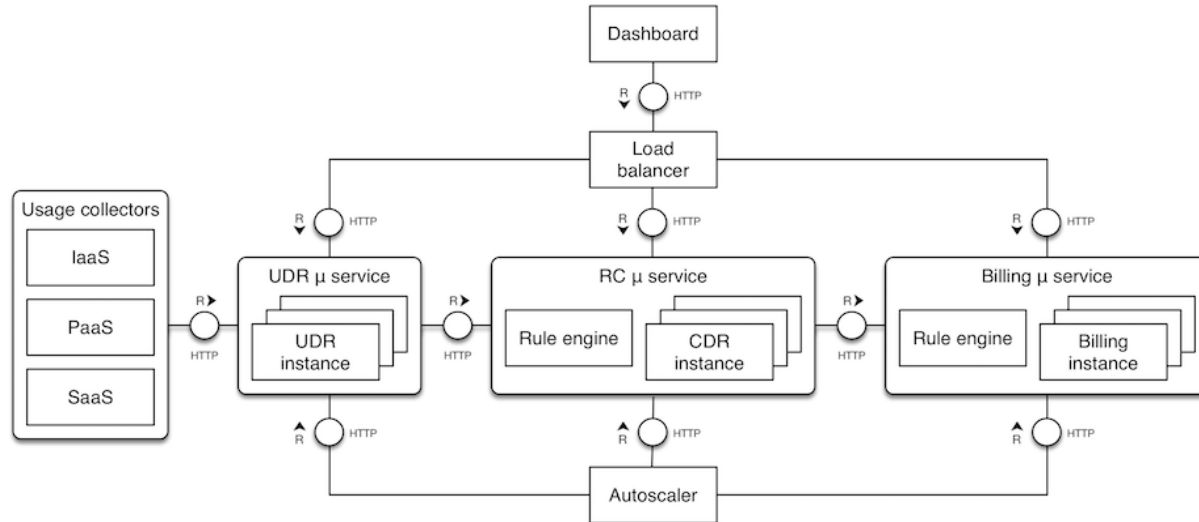 Dashboard
R
HTTP
Load
balancer
R
HTTP
R
HTTP
R
HTTP
Usage collectors
IaaS
PaaS
SaaS
R
HTTP
UDR μ service
UDR
instance
R
HTTP
RC μ service
Rule engine
CDR
instance
R
HTTP
Billing μ service
Rule engine
Billing
instance
R
HTTP
R
HTTP
R
HTTP
Autoscaler